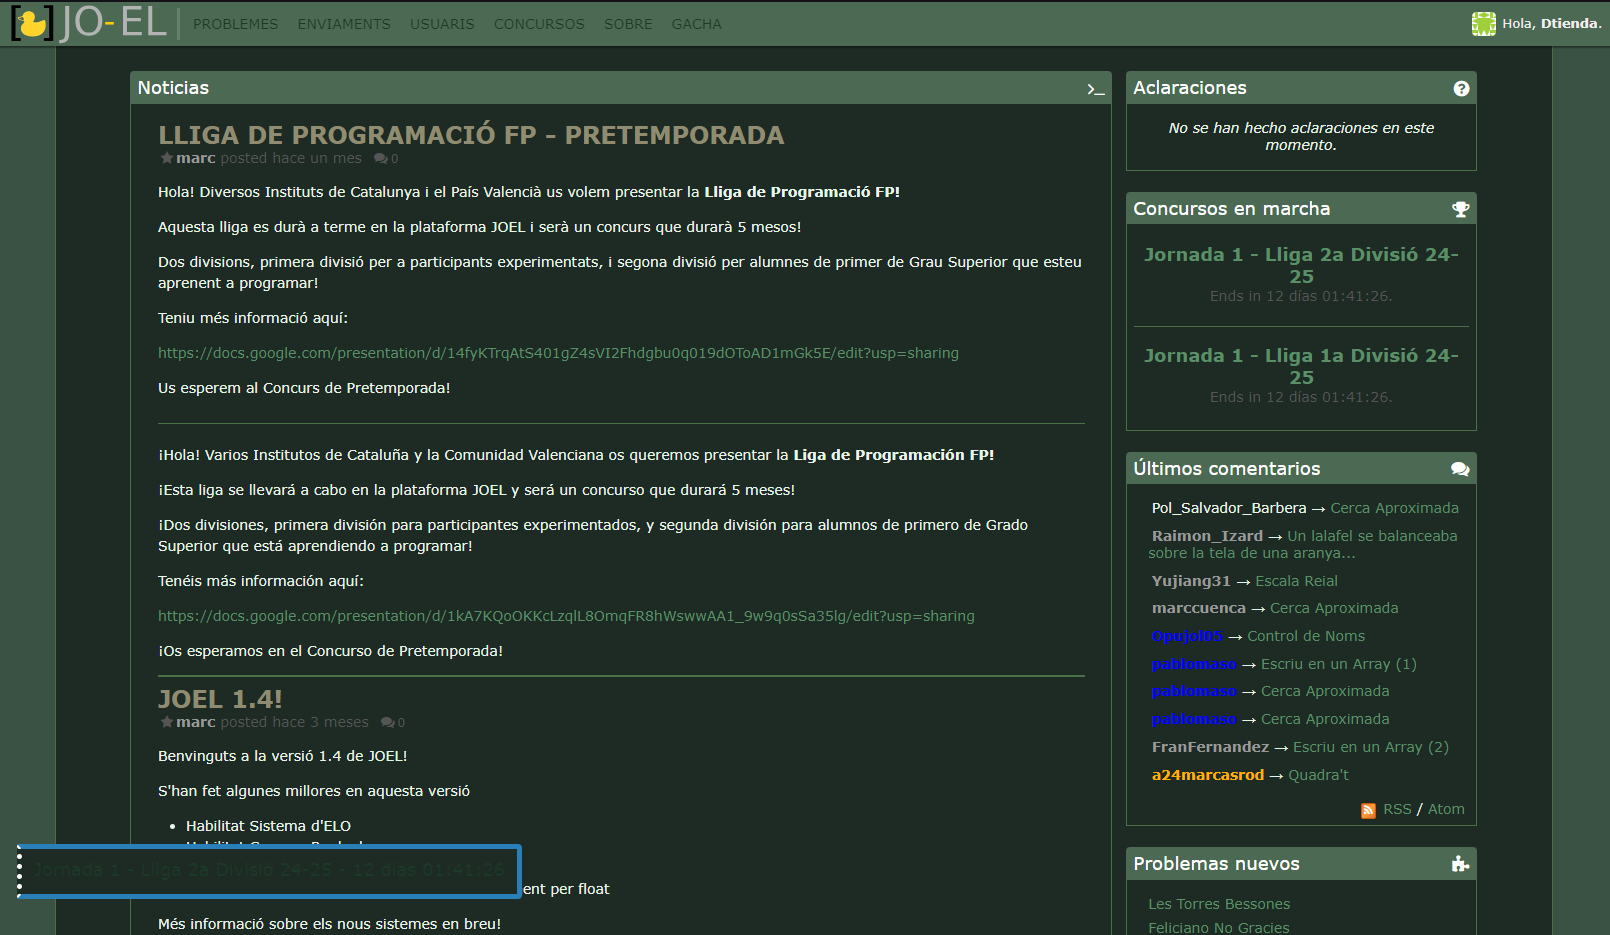 JO-EL
PROBLEMES ENVIAMENTS USUARIS CONCURSOS SOBRE GACHA
Hola, Dtienda.
Noticias
LLIGA DE PROGRAMACIÓ FP - PRETEMPORADA
marc posted hace un mes 0
Hola! Diversos Instituts de Catalunya i el País Valencià us volem presentar la Lliga de Programació FP!
Aquesta lliga es durà a terme en la plataforma JOEL i serà un concurs que durarà 5 mesos!
Dos divisions, primera divisió per a participants experimentats, i segona divisió per alumnes de primer de Grau Superior que esteu
aprenent a programar!
Teniu més informació aquí:
https://docs.google.com/presentation/d/14fyKTrqAtS401gZ4sVI2Fhdgbu0q019dOToAD1mGk5E/edit?usp=sharing
Us esperem al Concurs de Pretemporada!
¡Hola! Varios Institutos de Cataluña y la Comunidad Valenciana os queremos presentar la Liga de Programación FP!
¡Esta liga se llevará a cabo en la plataforma JOEL y será un concurso que durará 5 meses!
¡Dos divisiones, primera división para participantes experimentados, y segunda división para alumnos de primero de Grado
Superior que está aprendiendo a programar!
Tenéis más información aquí:
https://docs.google.com/presentation/d/1kA7KQoOKKcLzqlL8OmqFR8hWswwAA1_9w9q0sSa35lg/edit?usp=sharing
¡Os esperamos en el Concurso de Pretemporada!
JOEL 1.4!
marc posted hace 3 meses 0
Benvinguts a la versió 1.4 de JOEL!
S'han fet algunes millores en aquesta versió
• Habilitat Sistema d'ELO
Jornada 1 - Lliga 2a Divisió 24-25 - 12 días 01:41:26
ent per float
Més informació sobre els nous sistemes en breu!
Aclaraciones
No se han hecho aclaraciones en este
momento.
Concursos en marcha
Jornada 1 - Lliga 2a Divisió 24-
25
Ends in 12 días 01:41:26.
Jornada 1 - Lliga 1a Divisió 24-
25
Ends in 12 días 01:41:26.
Últimos comentarios
Pol_Salvador_Barbera → Cerca Aproximada
Raimon_Izard → Un lalafel se balanceaba
sobre la tela de una aranya...
Yujiang31 → Escala Reial
marccuenca → Cerca Aproximada
Opujol05 → Control de Noms
pablomaso → Escriu en un Array (1)
pablomaso → Cerca Aproximada
pablomaso → Cerca Aproximada
FranFernandez → Escriu en un Array (2)
a24marcasrod → Quadra't
RSS / Atom
Problemas nuevos
Les Torres Bessones
Feliciano No Gracies